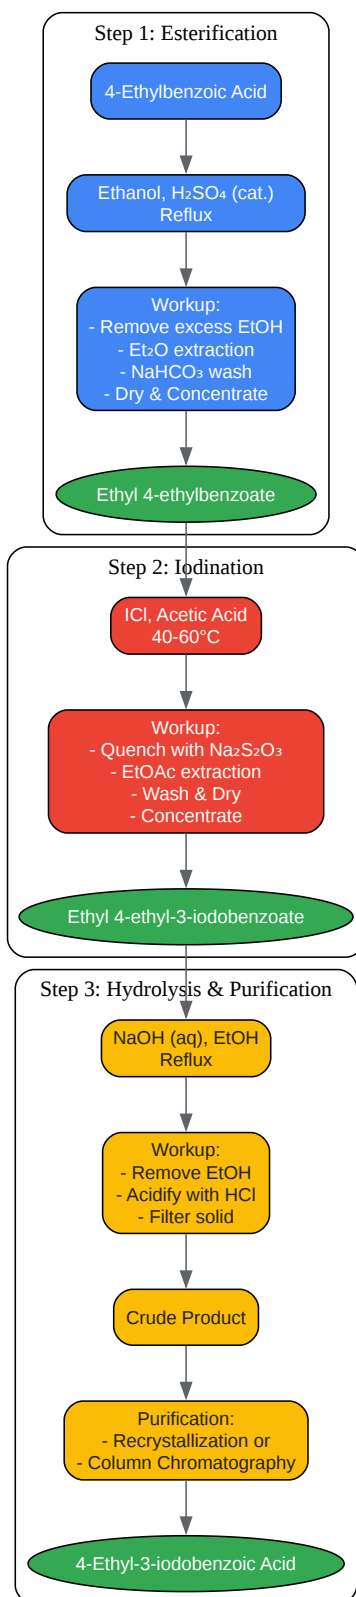 Step 1: Esterification
4-Ethylbenzoic Acid
Ethanol, H₂SO₄ (cat.)
Reflux
Workup:
- Remove excess EtOH
- Et₂O extraction
- NaHCO₃ wash
- Dry & Concentrate
Ethyl 4-ethylbenzoate
Step 2: Iodination
ICl, Acetic Acid
40-60°C
Workup:
- Quench with Na₂S₂O₃
- EtOAc extraction
- Wash & Dry
- Concentrate
Ethyl 4-ethyl-3-iodobenzoate
Step 3: Hydrolysis & Purification
NaOH (aq), EtOH
Reflux
Workup:
- Remove EtOH
- Acidify with HCl
- Filter solid
Crude Product
Purification:
- Recrystallization or
- Column Chromatography
4-Ethyl-3-iodobenzoic Acid